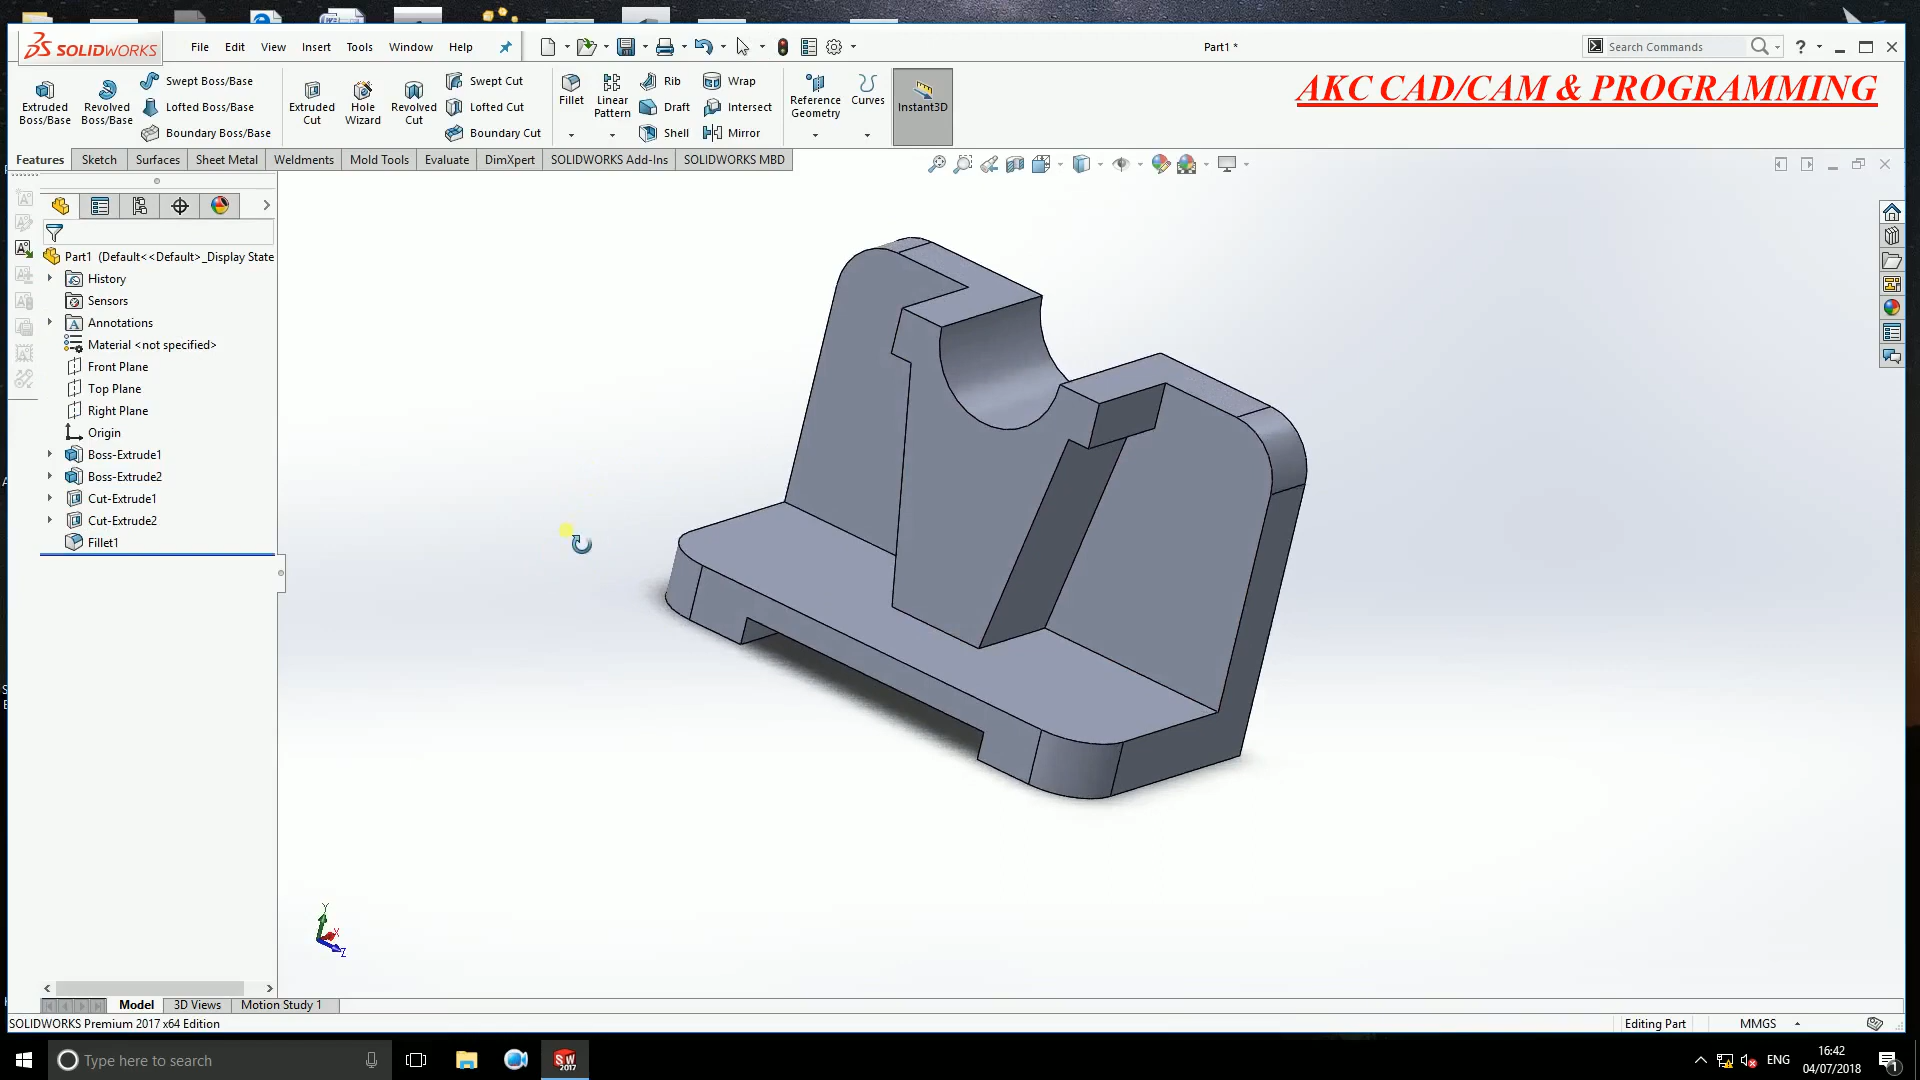 SOLIDWORKS File Edit View Insert Tools Window Help Part1 * Search Commands ?
AKC CAD/CAM & PROGRAMMING
Extruded Boss/Base
Revolved Boss/Base
Swept Boss/Base
Lofted Boss/Base
Boundary Boss/Base
Extruded Cut
Hole Wizard
Revolved Cut
Swept Cut
Lofted Cut
Boundary Cut
Fillet
Linear Pattern
Rib
Draft
Shell
Wrap
Intersect
Mirror
Reference Geometry
Curves
Instant3D
Features Sketch Surfaces Sheet Metal Weldments Mold Tools Evaluate DimXpert SOLIDWORKS Add-Ins SOLIDWORKS MBD
Part1 (Default<<Default>_Display State
History
Sensors
Annotations
Material <not specified>
Front Plane
Top Plane
Right Plane
Origin
Boss-Extrude1
Boss-Extrude2
Cut-Extrude1
Cut-Extrude2
Fillet1
Y
X
Z
Model 3D Views Motion Study 1
SOLIDWORKS Premium 2017 x64 Edition Editing Part MMGS
Type here to search
SW 2017
ENG
16:42
04/07/2018
1